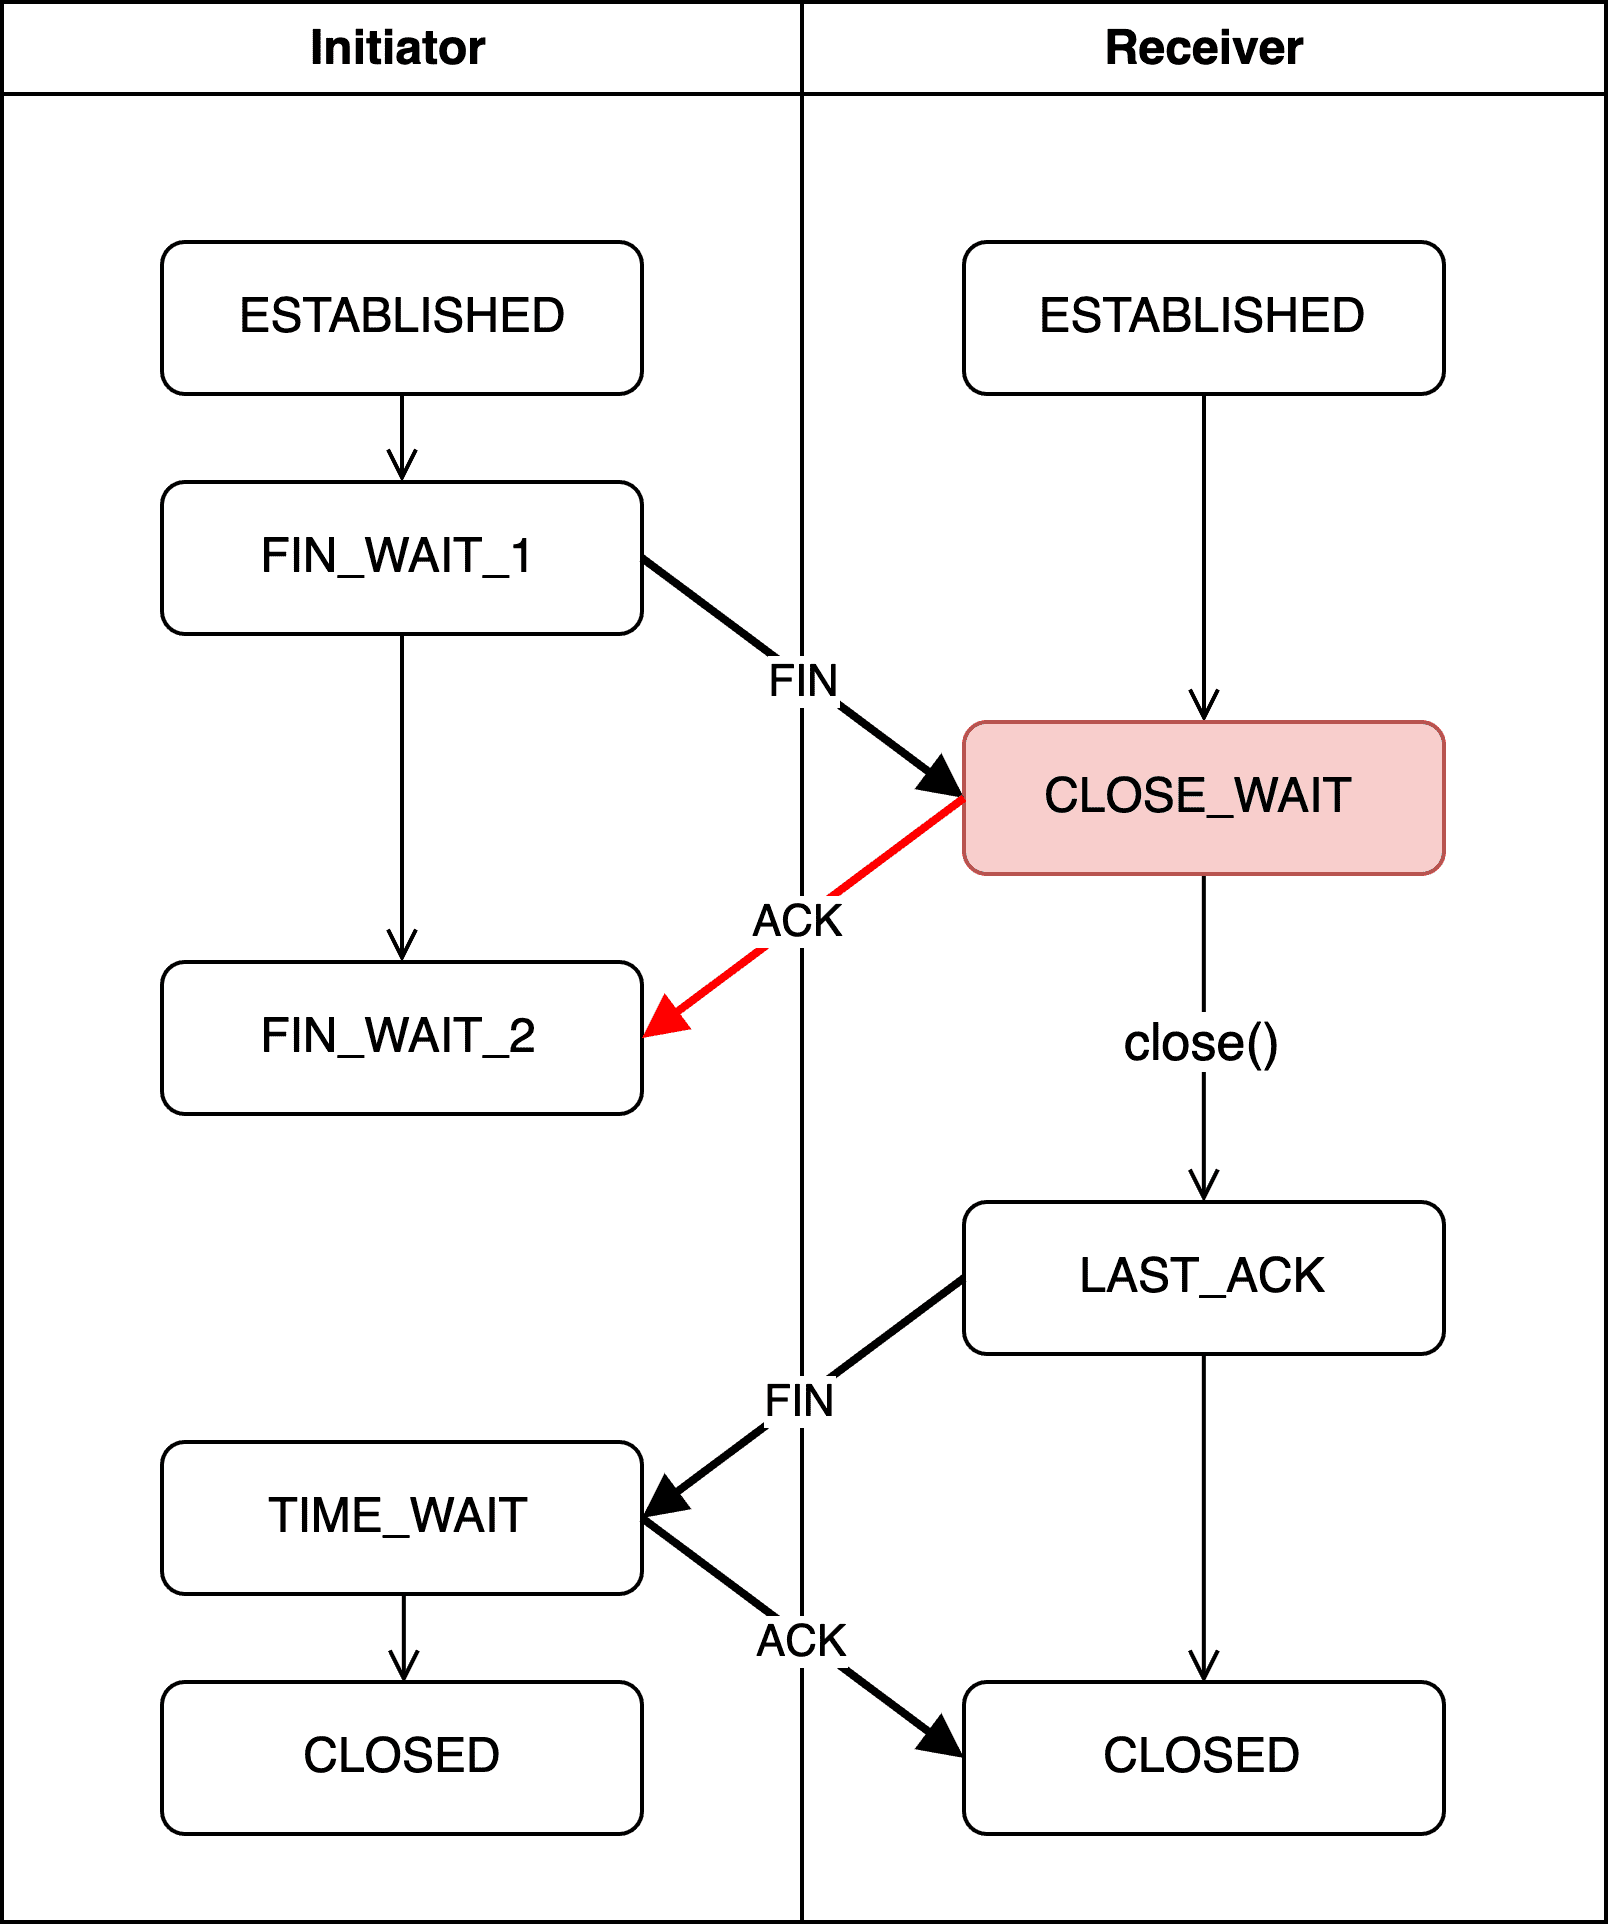 Initiator
Receiver
ESTABLISHED
ESTABLISHED
FIN_WAIT_1
FIN
CLOSE_WAIT
ACK
FIN_WAIT_2
close()
LAST_ACK
FIN
TIME_WAIT
ACK
CLOSED
CLOSED